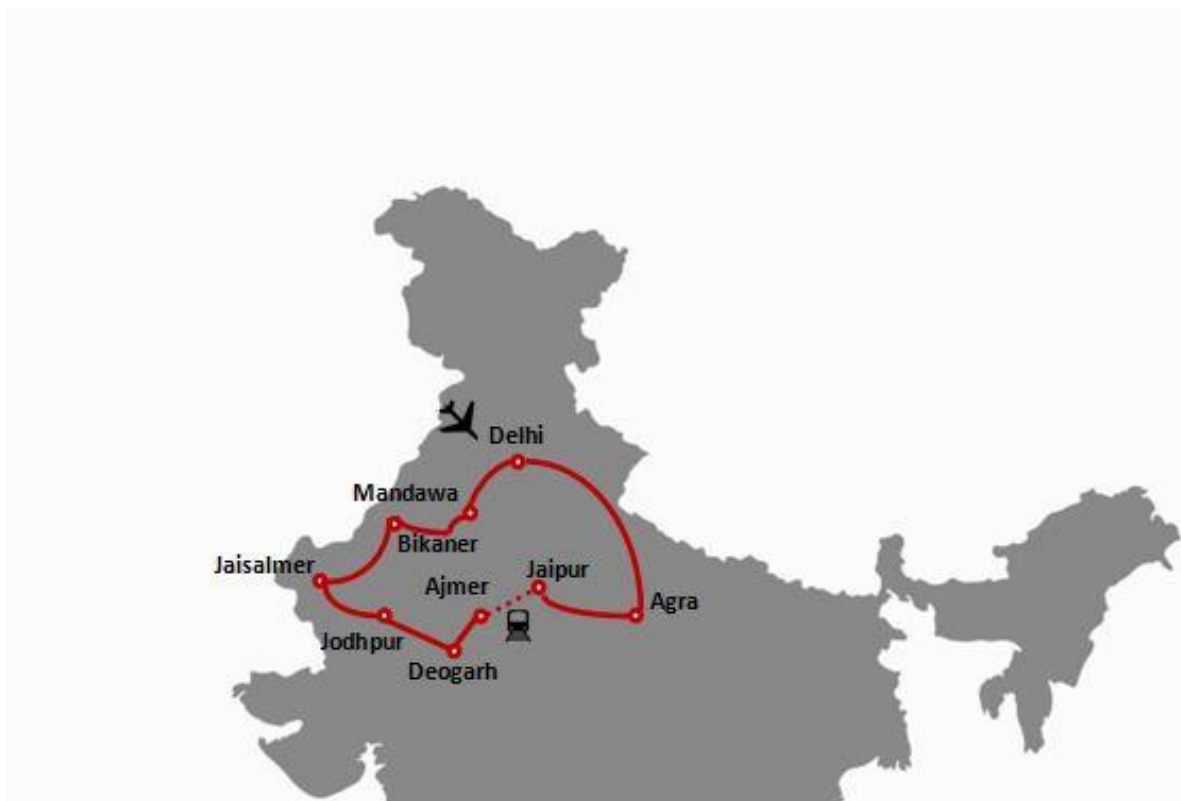 Delhi
Mandawa
Bikaner
Jaisalmer
Jaipur
Ajmer
Agra
Jodhpur
Deogarh